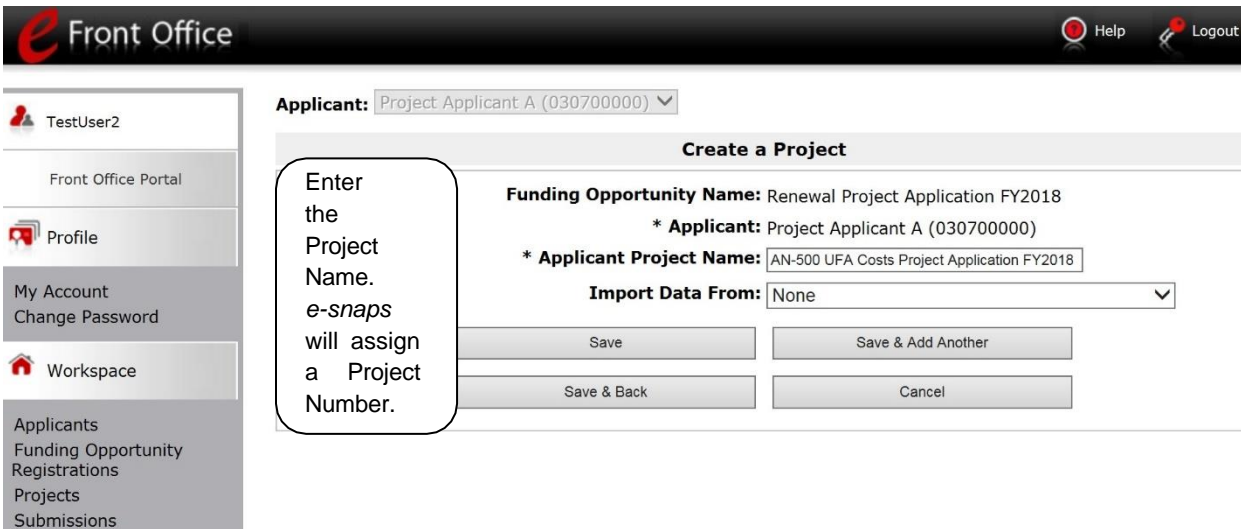 e Front Office
Help
Logout
TestUser2
Front Office Portal
Profile
My Account
Change Password
Workspace
Applicants
Funding Opportunity
Registrations
Projects
Submissions
Applicant: Project Applicant A (030700000)
Create a Project
Enter
the
Project
Name.
e-snaps
will assign
a Project
Number.
Funding Opportunity Name: Renewal Project Application FY2018
* Applicant: Project Applicant A (030700000)
* Applicant Project Name: AN-500 UFA Costs Project Application FY2018
Import Data From: None
Save
Save & Add Another
Save & Back
Cancel